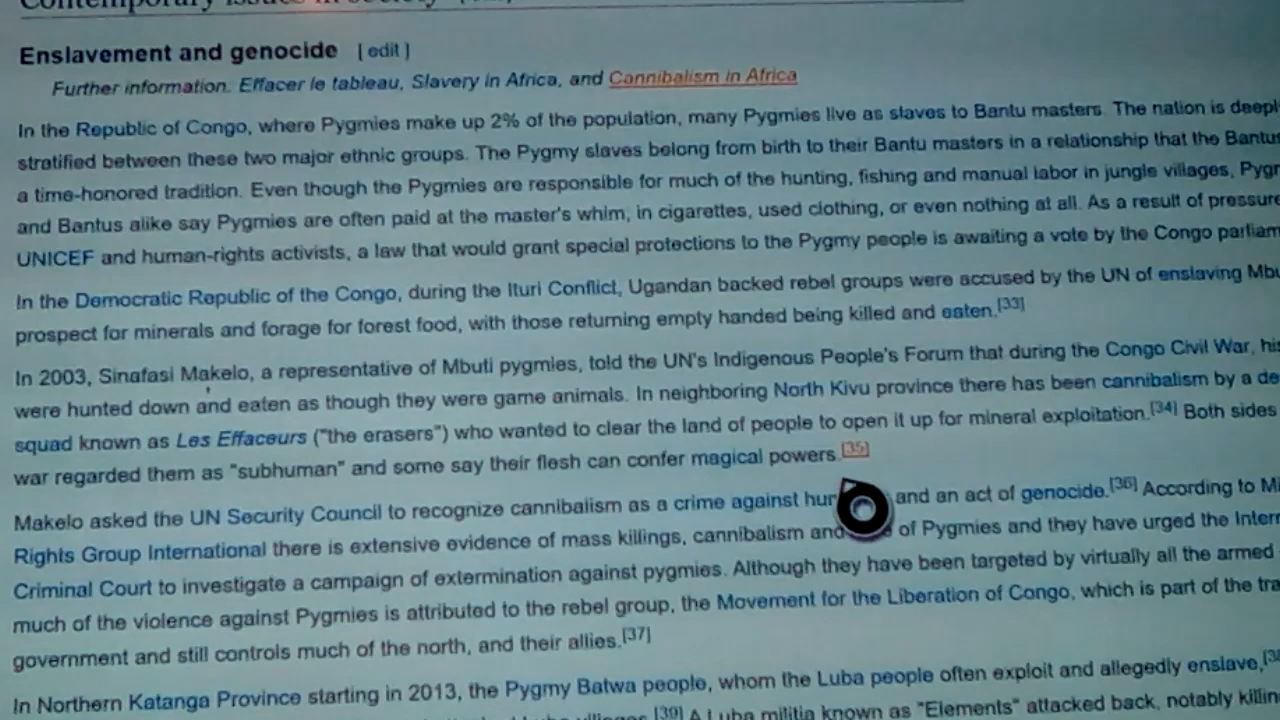 Contemporary issues in society
Enslavement and genocide [ edit ]
Further information: Effacer le tableau, Slavery in Africa, and Cannibalism in Africa
In the Republic of Congo, where Pygmies make up 2% of the population, many Pygmies live as slaves to Bantu masters. The nation is deepl
stratified between these two major ethnic groups. The Pygmy slaves belong from birth to their Bantu masters in a relationship that the Bantus
a time-honored tradition. Even though the Pygmies are responsible for much of the hunting, fishing and manual labor in jungle villages, Pygm
and Bantus alike say Pygmies are often paid at the master's whim; in cigarettes, used clothing, or even nothing at all. As a result of pressure
UNICEF and human-rights activists, a law that would grant special protections to the Pygmy people is awaiting a vote by the Congo parliam
In the Democratic Republic of the Congo, during the Ituri Conflict, Ugandan backed rebel groups were accused by the UN of enslaving Mbu
prospect for minerals and forage for forest food, with those returning empty handed being killed and eaten.[33]
In 2003, Sinafasi Makelo, a representative of Mbuti pygmies, told the UN's Indigenous People's Forum that during the Congo Civil War, his
were hunted down and eaten as though they were game animals. In neighboring North Kivu province there has been cannibalism by a de
squad known as Les Effaceurs ("the erasers") who wanted to clear the land of people to open it up for mineral exploitation.[34] Both sides
war regarded them as "subhuman" and some say their flesh can confer magical powers.[35]
Makelo asked the UN Security Council to recognize cannibalism as a crime against hu and an act of genocide.[36] According to Mi
Rights Group International there is extensive evidence of mass killings, cannibalism and of Pygmies and they have urged the Intern
Criminal Court to investigate a campaign of extermination against pygmies. Although they have been targeted by virtually all the armed
much of the violence against Pygmies is attributed to the rebel group, the Movement for the Liberation of Congo, which is part of the tra
government and still controls much of the north, and their allies.[37]
In Northern Katanga Province starting in 2013, the Pygmy Batwa people, whom the Luba people often exploit and allegedly enslave,[38
[39] A Luba militia known as "Elements" attacked back, notably killin